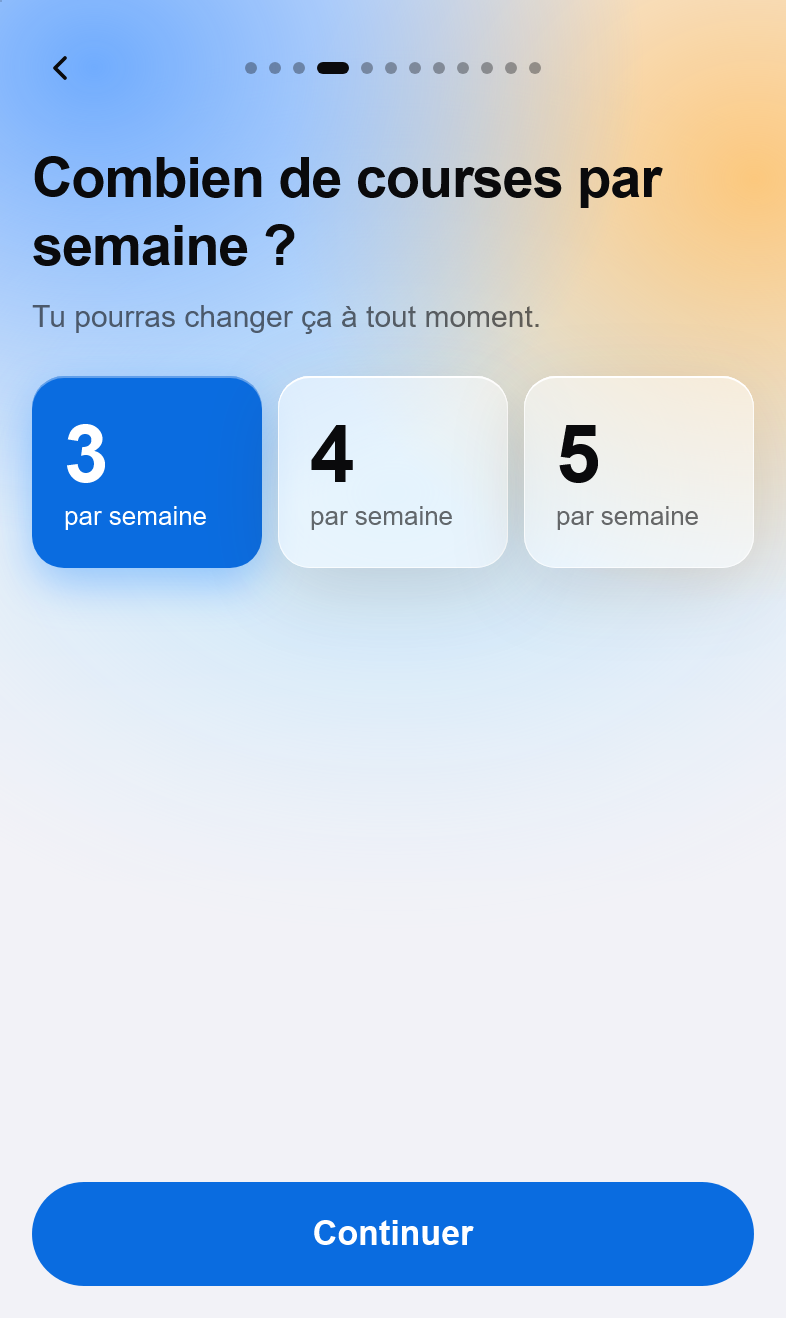 Combien de courses par
semaine ?
Tu pourras changer ça à tout moment.
3
par semaine
4
par semaine
5
par semaine
Continuer